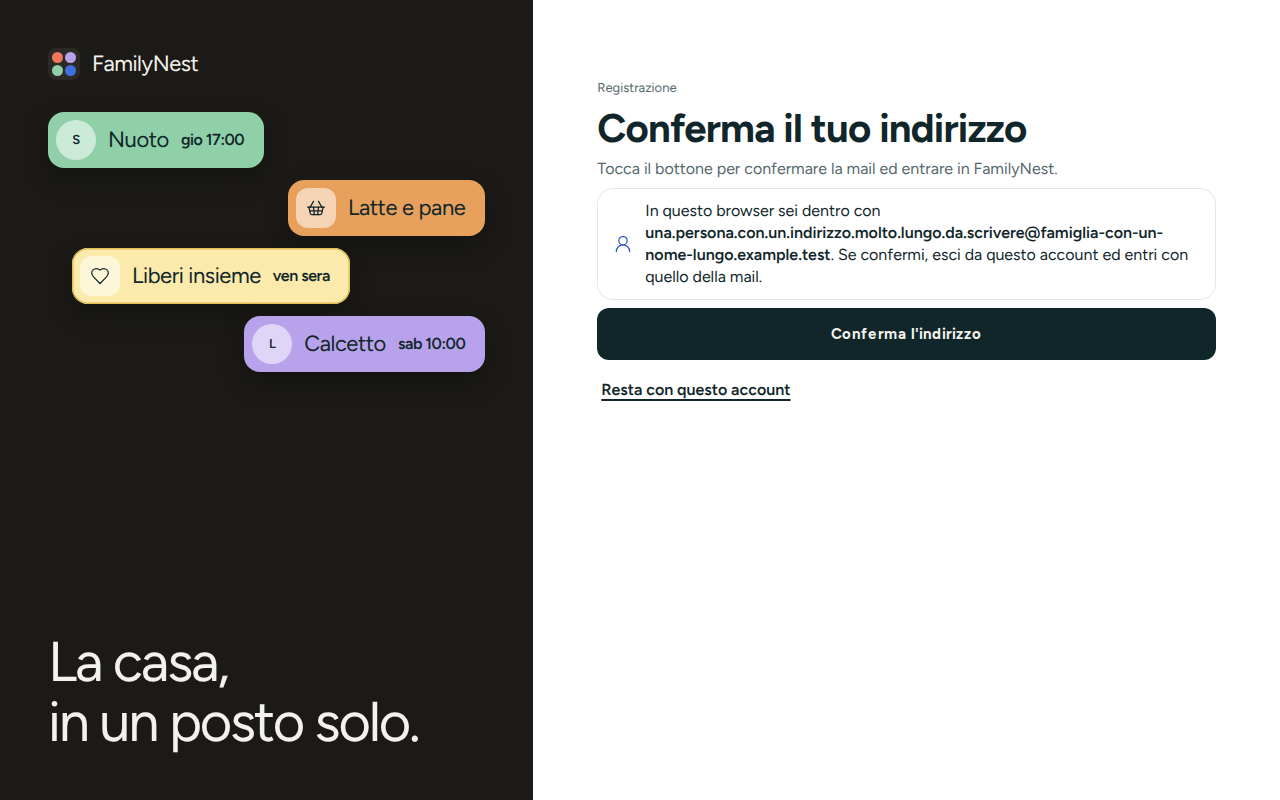 FamilyNest
S Nuoto gio 17:00
Latte e pane
Liberi insieme ven sera
L Calcetto sab 10:00
La casa,
in un posto solo.
Registrazione
Conferma il tuo indirizzo
Tocca il bottone per confermare la mail ed entrare in FamilyNest.
In questo browser sei dentro con
una.persona.con.un.indirizzo.molto.lungo.da.scrivere@famiglia-con-un-
nome-lungo.example.test. Se confermi, esci da questo account ed entri con
quello della mail.
Conferma l'indirizzo
Resta con questo account